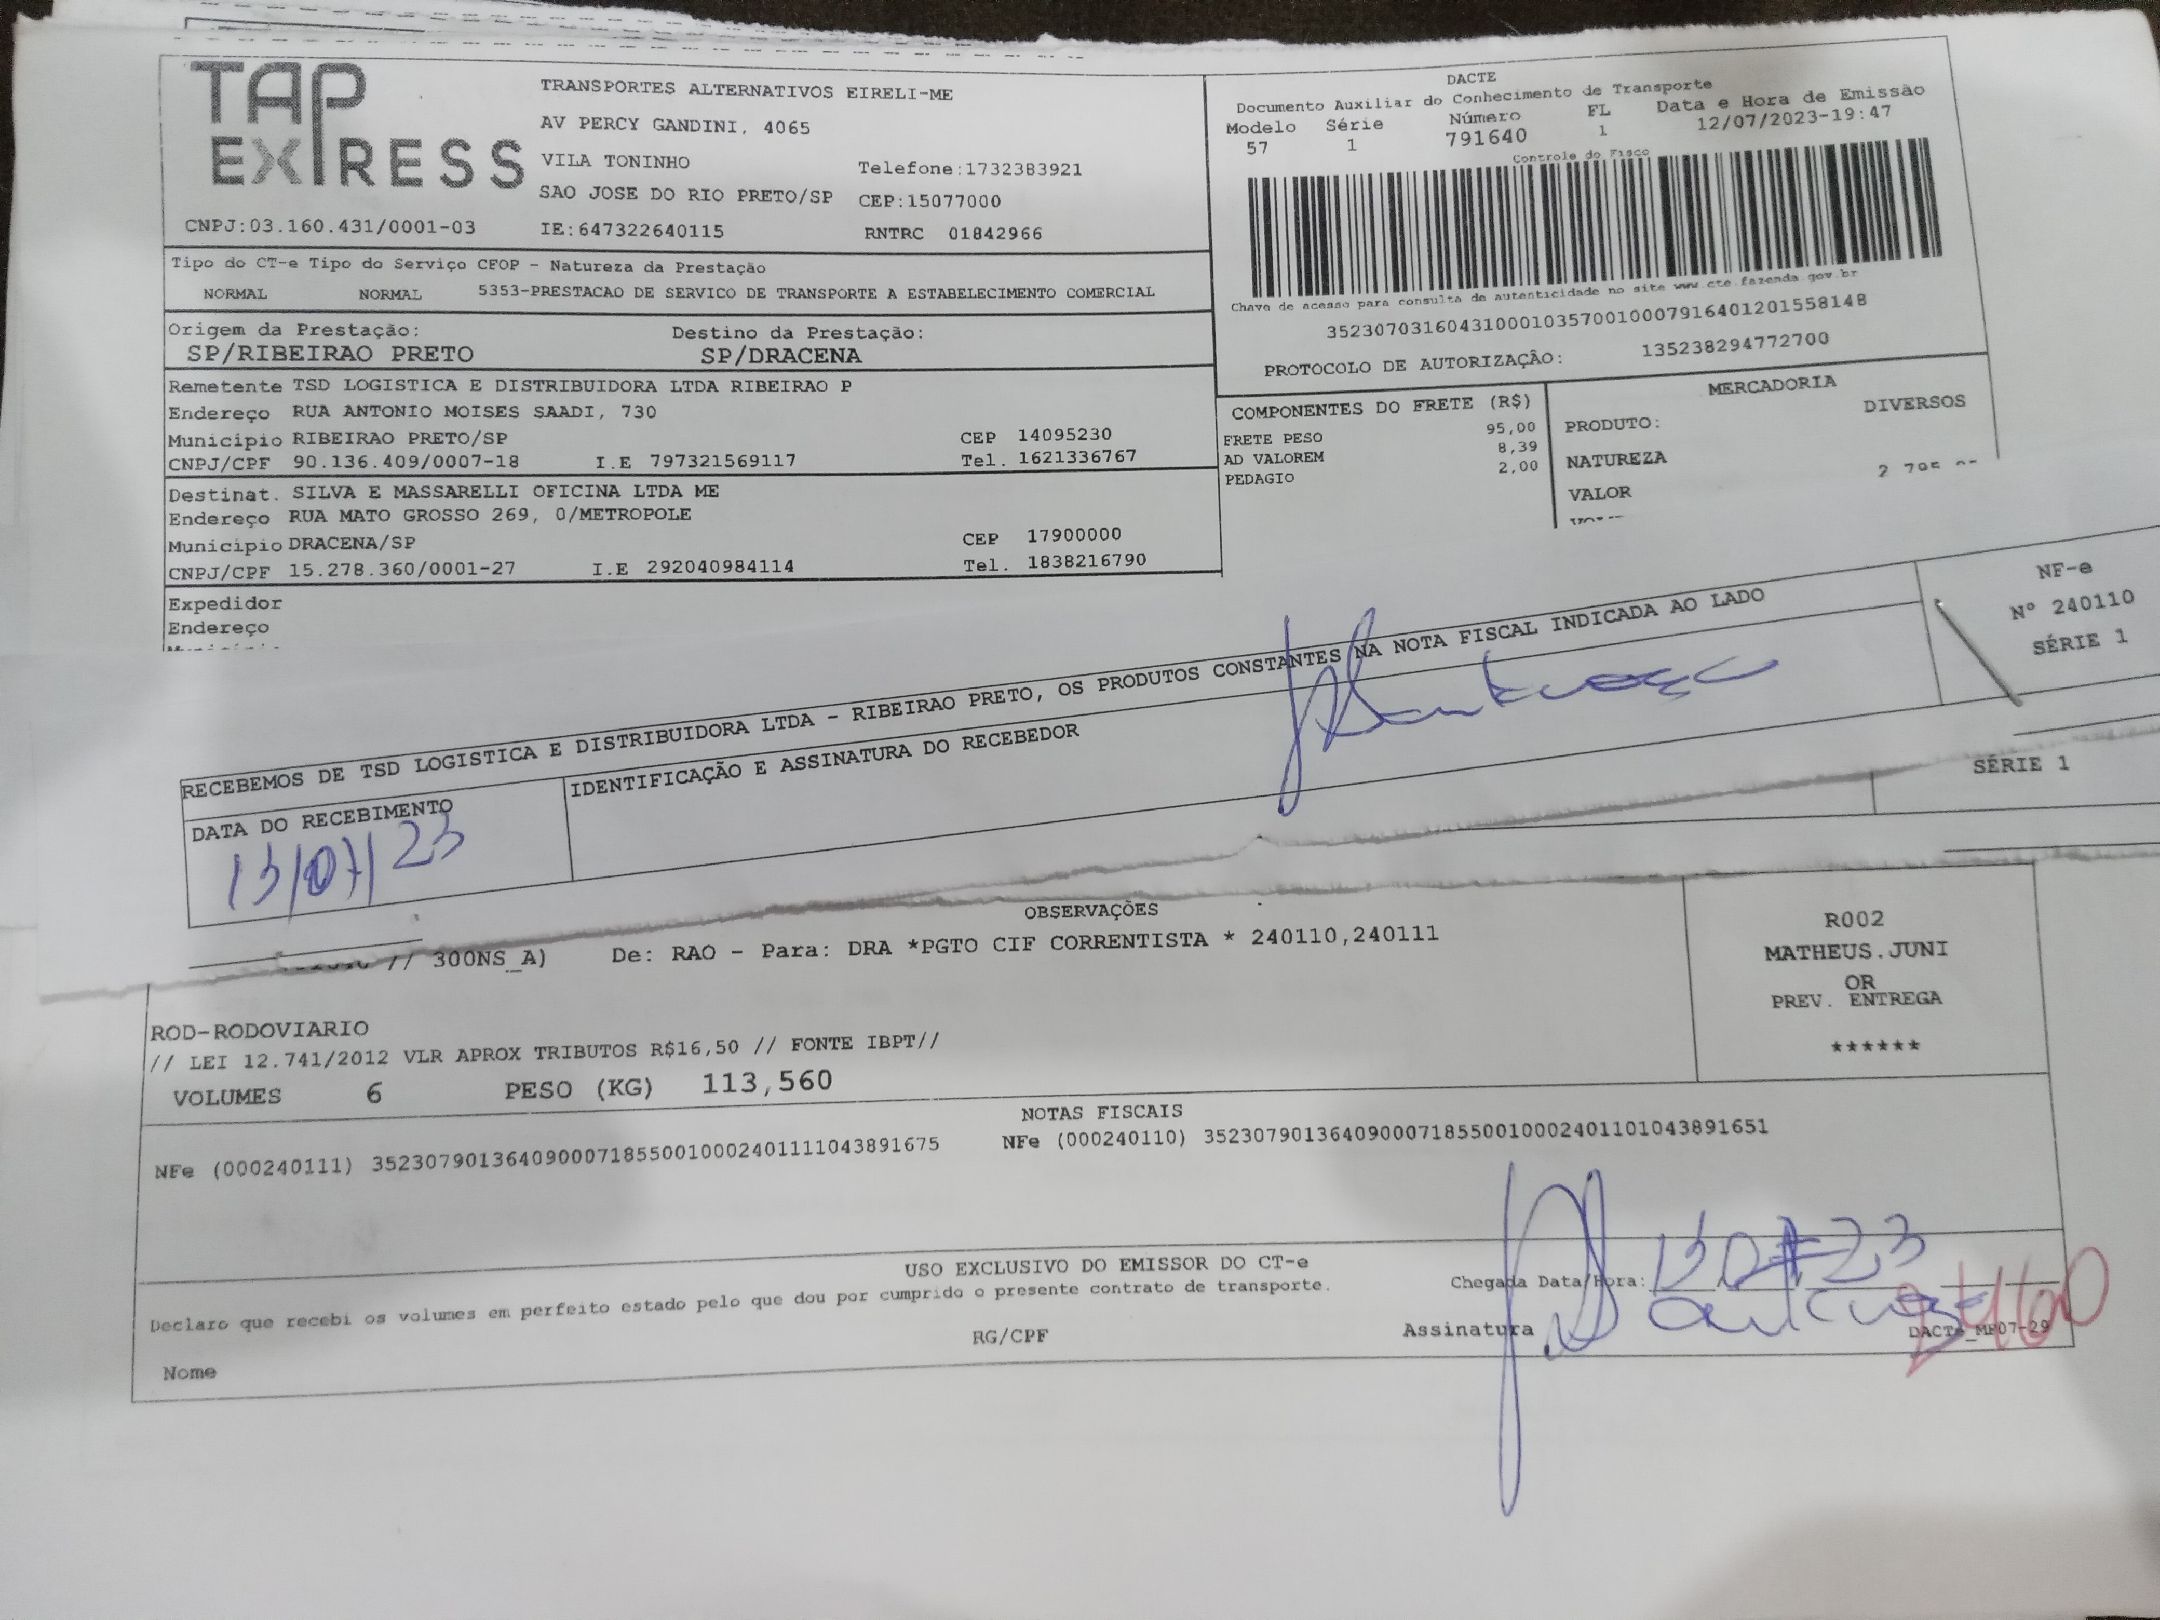 TAP EXPRESS
TRANSPORTES ALTERNATIVOS EIRELI-ME
AV PERCY GANDINI, 4065
VILA TONINHO Telefone:1732383921
SAO JOSE DO RIO PRETO/SP CEP:15077000
CNPJ:03.160.431/0001-03 IE:647322640115 RNTRC 01842966
DACTE
Documento Auxiliar do Conhecimento de Transporte
Modelo Série Número FL Data e Hora de Emissão
57 1 791640 1 12/07/2023-19:47
Controle do Fisco
Chave de acesso para consulta de autenticidade no site www.cte.fazenda.gov.br
35230703160431000103570010007916401201558148
PROTOCOLO DE AUTORIZAÇÃO: 135238294772700
Tipo do CT-e Tipo do Serviço CFOP - Natureza da Prestação
NORMAL NORMAL 5353-PRESTACAO DE SERVICO DE TRANSPORTE A ESTABELECIMENTO COMERCIAL
Origem da Prestação: Destino da Prestação:
SP/RIBEIRAO PRETO SP/DRACENA
Remetente TSD LOGISTICA E DISTRIBUIDORA LTDA RIBEIRAO P
Endereço RUA ANTONIO MOISES SAADI, 730
Municipio RIBEIRAO PRETO/SP CEP 14095230
CNPJ/CPF 90.136.409/0007-18 I.E 797321569117 Tel. 1621336767
Destinat. SILVA E MASSARELLI OFICINA LTDA ME
Endereço RUA MATO GROSSO 269, 0/METROPOLE
Municipio DRACENA/SP CEP 17900000
CNPJ/CPF 15.278.360/0001-27 I.E 292040984114 Tel. 1838216790
Expedidor
Endereço
COMPONENTES DO FRETE (R$)
FRETE PESO 95,00
AD VALOREM 8,39
PEDAGIO 2,00
MERCADORIA
PRODUTO: DIVERSOS
NATUREZA
VALOR
RECEBEMOS DE TSD LOGISTICA E DISTRIBUIDORA LTDA - RIBEIRAO PRETO, OS PRODUTOS CONSTANTES NA NOTA FISCAL INDICADA AO LADO
NF-e
Nº 240110
SÉRIE 1
DATA DO RECEBIMENTO IDENTIFICAÇÃO E ASSINATURA DO RECEBEDOR
13/07/23
SÉRIE 1
OBSERVAÇÕES
// 300NS_A) De: RAO - Para: DRA *PGTO CIF CORRENTISTA * 240110,240111
R002
MATHEUS.JUNI
OR
PREV. ENTREGA
******
ROD-RODOVIARIO
// LEI 12.741/2012 VLR APROX TRIBUTOS R$16,50 // FONTE IBPT//
VOLUMES 6 PESO (KG) 113,560
NOTAS FISCAIS
NFe (000240111) 35230790136409000718550010002401111043891675 NFe (000240110) 35230790136409000718550010002401101043891651
USO EXCLUSIVO DO EMISSOR DO CT-e
Declaro que recebi os volumes em perfeito estado pelo que dou por cumprido o presente contrato de transporte.
Chegada Data/Hora: 13 07 23
Nome RG/CPF Assinatura